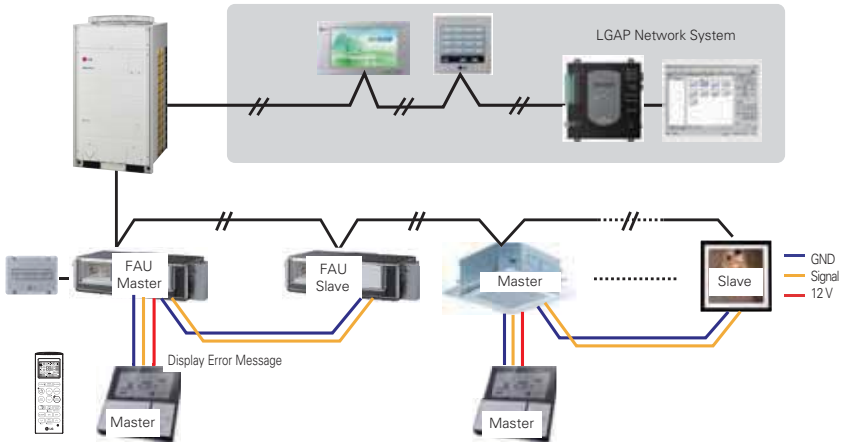 LGAP Network System
FAU
Master
FAU
Slave
Master
Slave
GND
Signal
12 V
Display Error Message
Master
Master